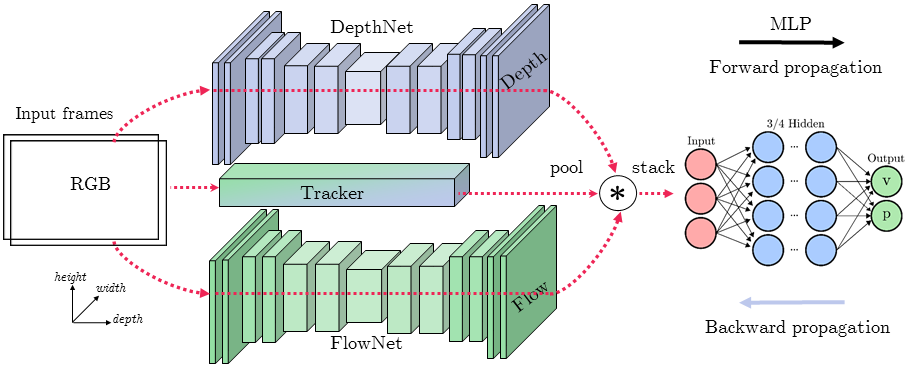 DepthNet
Depth
Input frames
RGB
Tracker
pool
*
stack
Flow
FlowNet
height
width
depth
MLP
Forward propagation
3/4 Hidden
Input
...
...
...
...
Output
v
p
Backward propagation